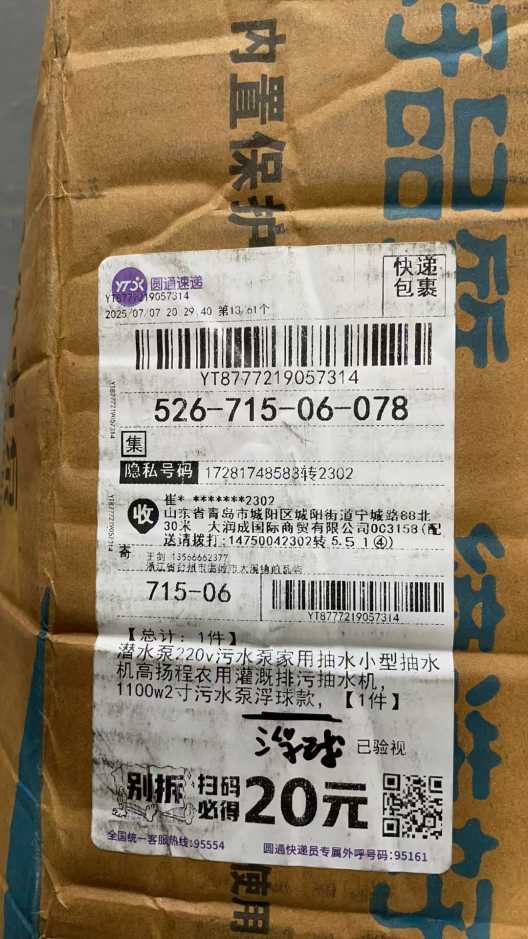 内置保护
圆通速递
快递
包裹
YT8777219057314
2025/07/07 20 29.40 第13/61个
YT8777219057314
526-715-06-078
集
隐私号码 17281748583转2302
收
崔* *******2302
山东省青岛市城阳区城阳街道宁城路88北
30米 大润成国际商贸有限公司003158(配
送请拨打:14750042302转 5 5 1 ④)
寄
王剑 13566662377
715-06
YT8777219057314
【总计:1件】
潜水泵220v污水泵家用抽水小型抽水
机高扬程农用灌溉排污抽水机,
1100w2寸污水泵浮球款, 【1件】
浮球 已验视
别拆 扫码
必得 20元
全国统一客服热线:95554 圆通快递员专属外呼号码:95161
使用